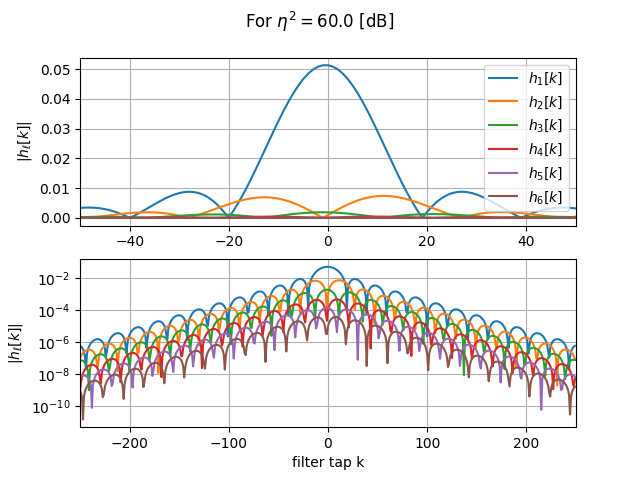 For η² = 60.0 [dB]
|hℓ[k]|
0.05
0.04
0.03
0.02
0.01
0.00
−40
−20
0
20
40
h₁[k]
h₂[k]
h₃[k]
h₄[k]
h₅[k]
h₆[k]
|hₗ[k]|
10⁻²
10⁻⁴
10⁻⁶
10⁻⁸
10⁻¹⁰
−200
−100
0
100
200
filter tap k